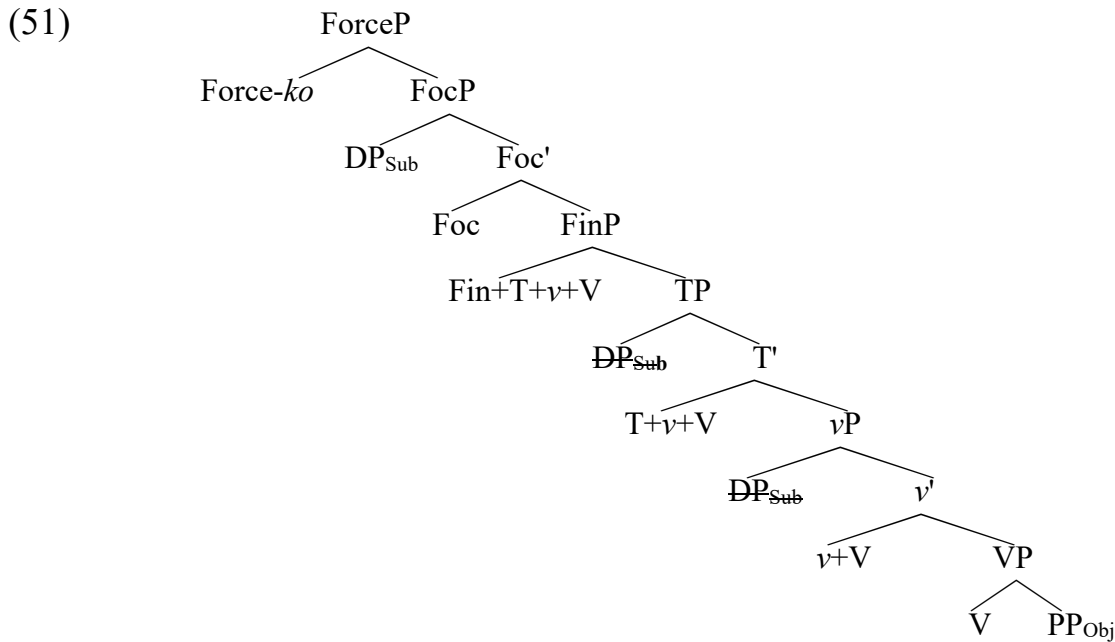 (51)
ForceP
Force-ko FocP
DPSub Foc'
Foc FinP
Fin+T+v+V TP
DPSub T'
T+v+V vP
DPSub v'
v+V VP
V PPObj